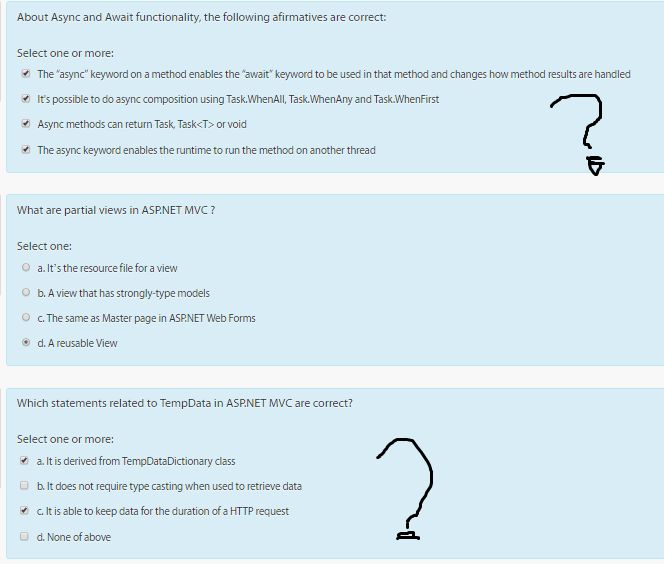 About Async and Await functionality, the following afirmatives are correct:
Select one or more:
The "async" keyword on a method enables the "await" keyword to be used in that method and changes how method results are handled
It's possible to do async composition using Task.WhenAll, Task.WhenAny and Task.WhenFirst
Async methods can return Task, Task<T> or void
The async keyword enables the runtime to run the method on another thread
?
What are partial views in ASP.NET MVC ?
Select one:
a. It's the resource file for a view
b. A view that has strongly-type models
c. The same as Master page in ASP.NET Web Forms
d. A reusable View
Which statements related to TempData in ASP.NET MVC are correct?
Select one or more:
a. It is derived from TempDataDictionary class
b. It does not require type casting when used to retrieve data
c. It is able to keep data for the duration of a HTTP request
d. None of above
?